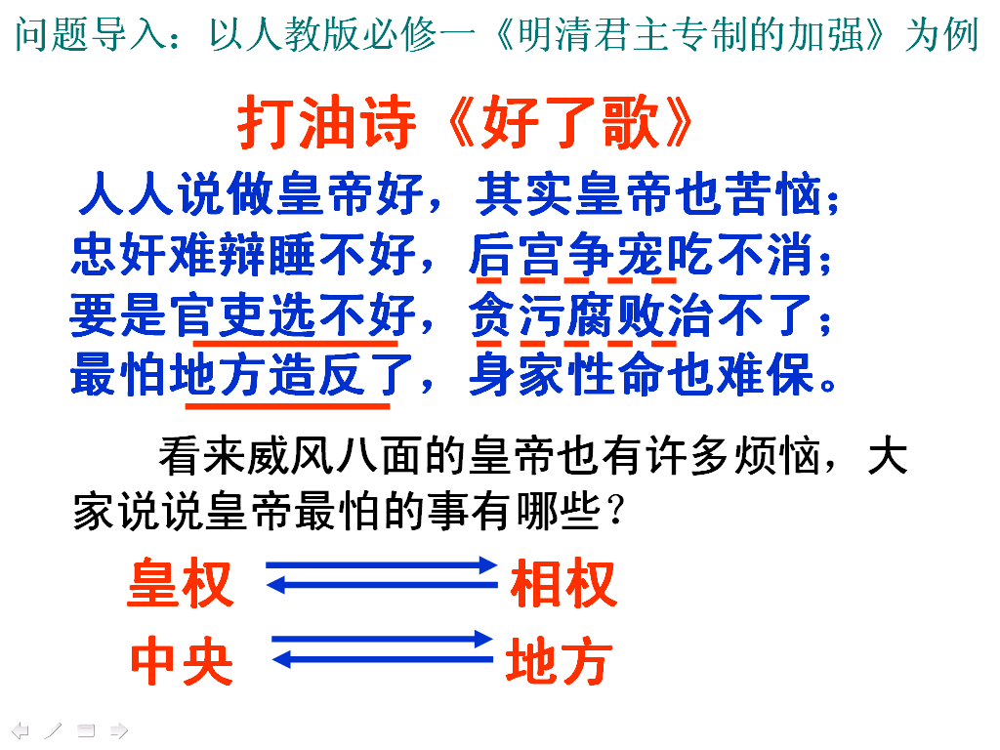 问题导入：以人教版必修一《明清君主专制的加强》为例
打油诗《好了歌》
人人说做皇帝好，其实皇帝也苦恼；
忠奸难辩睡不好，后宫争宠吃不消；
要是官吏选不好，贪污腐败治不了；
最怕地方造反了，身家性命也难保。
看来威风八面的皇帝也有许多烦恼，大
家说说皇帝最怕的事有哪些？
皇权 相权
中央 地方